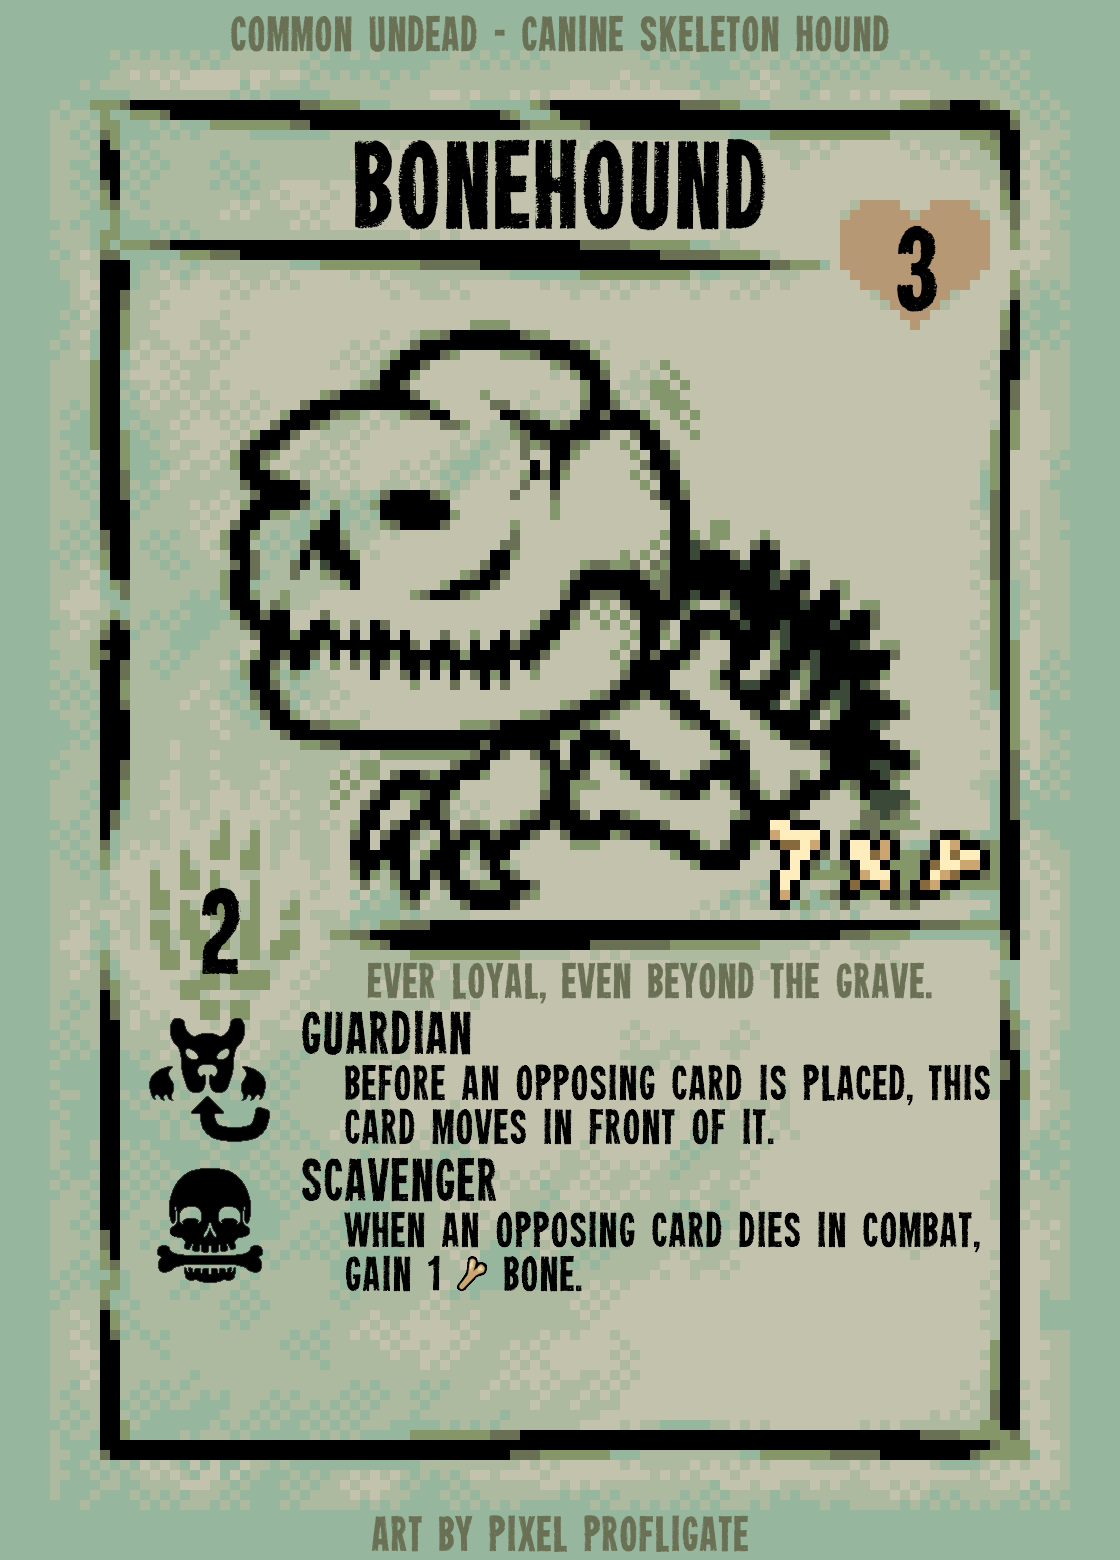 COMMON UNDEAD - CANINE SKELETON HOUND
BONEHOUND
3
7 X
2
EVER LOYAL, EVEN BEYOND THE GRAVE.
GUARDIAN
BEFORE AN OPPOSING CARD IS PLACED, THIS
CARD MOVES IN FRONT OF IT.
SCAVENGER
WHEN AN OPPOSING CARD DIES IN COMBAT,
GAIN 1 BONE.
ART BY PIXEL PROFLIGATE